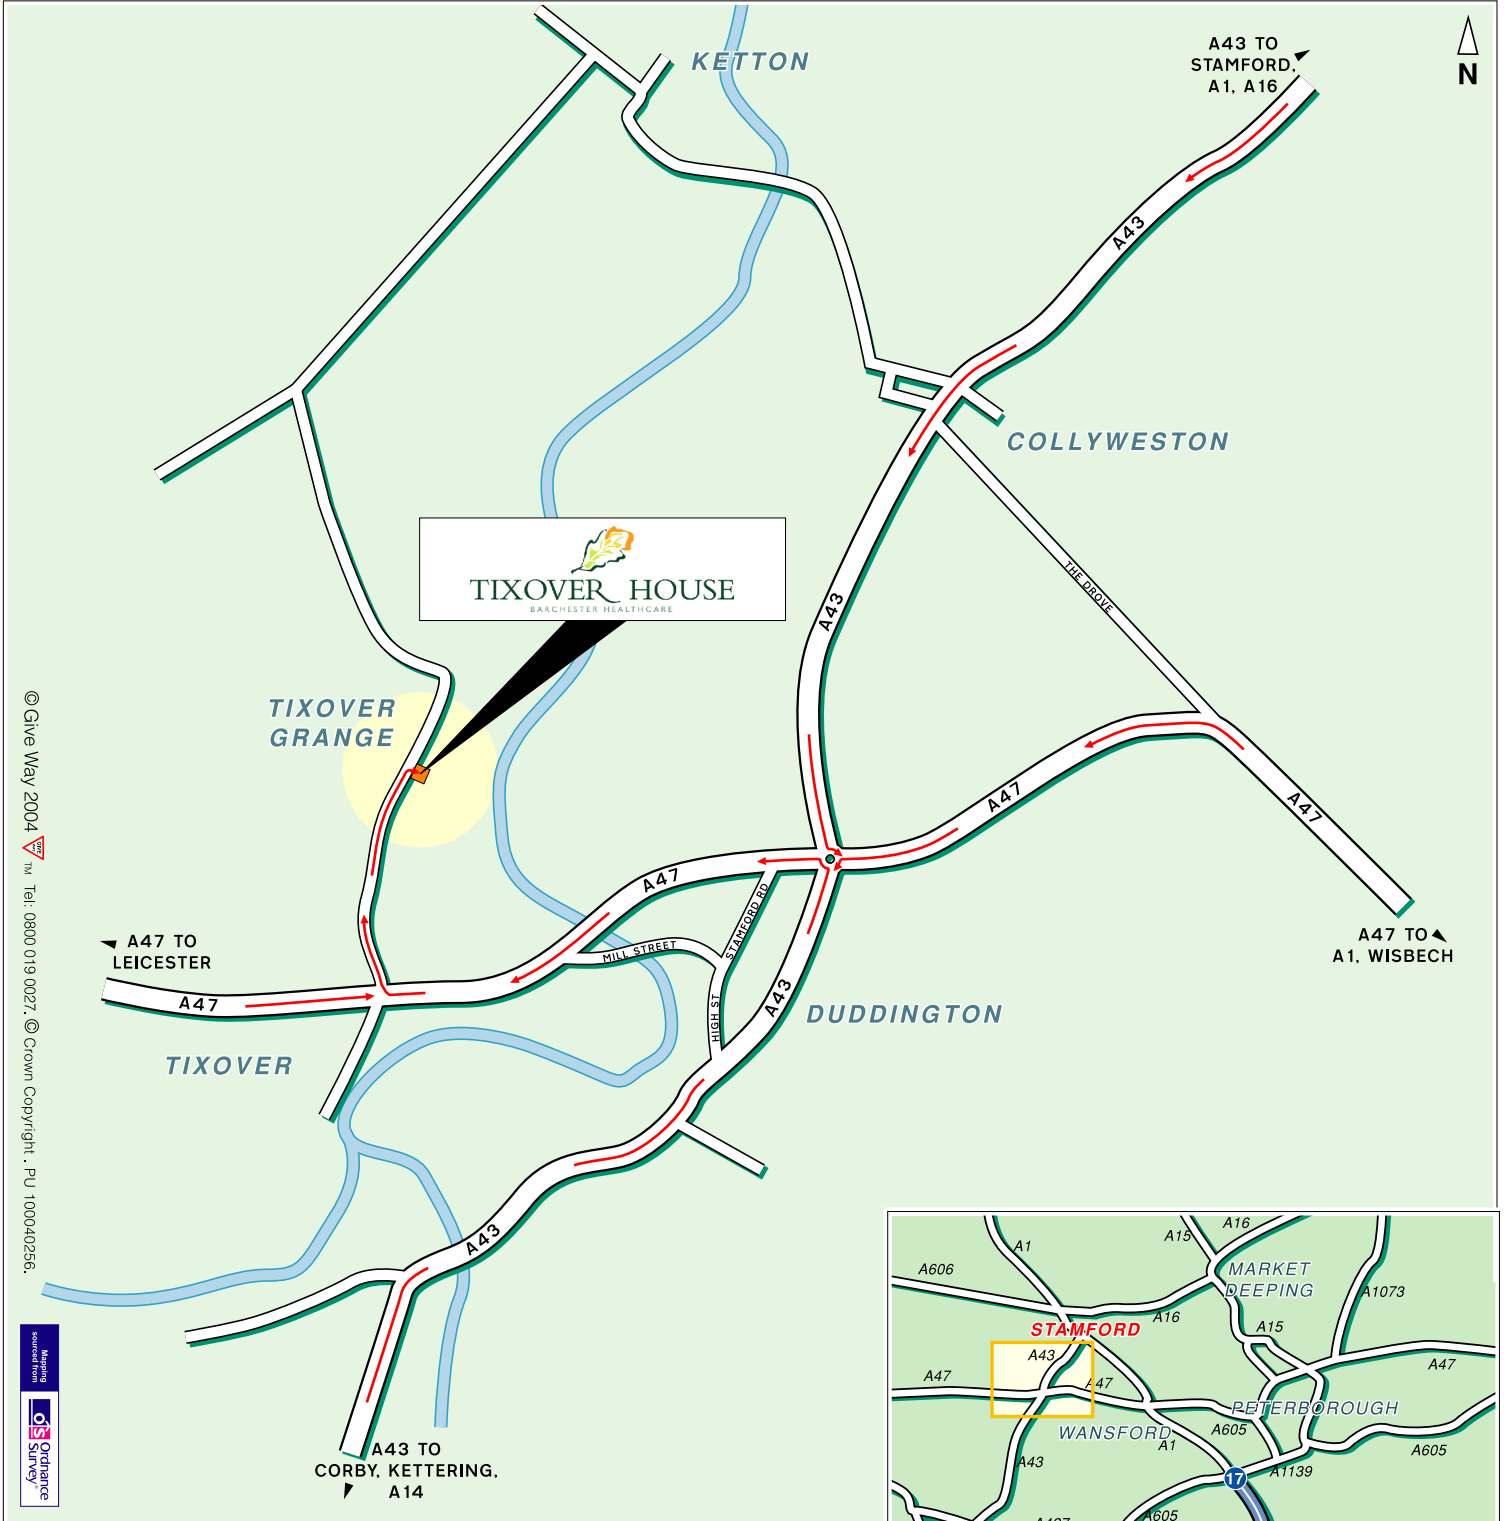 KETTON
A43 TO
STAMFORD,
A1, A16
N
A43
COLLYWESTON
THE DROVE
TIXOVER HOUSE
BARCHESTER HEALTHCARE
A43
TIXOVER
GRANGE
A47
A47
A47
STAMFORD RD
MILL STREET
HIGH ST
A47 TO
LEICESTER
A47
A47 TO
A1, WISBECH
A43
DUDDINGTON
TIXOVER
A43
A43 TO
CORBY, KETTERING,
A14
© Give Way 2004 GIVE WAY TM Tel: 0800 019 0027. © Crown Copyright . PU 100040256.
Mapping
sourced from
OS
Ordnance
Survey®
A1
A15
A16
A606
MARKET
DEEPING
A1073
A16
A15
STAMFORD
A43
A47
A47
A47
PETERBOROUGH
WANSFORD
A605
A1
A605
A43
A1139
17
A605